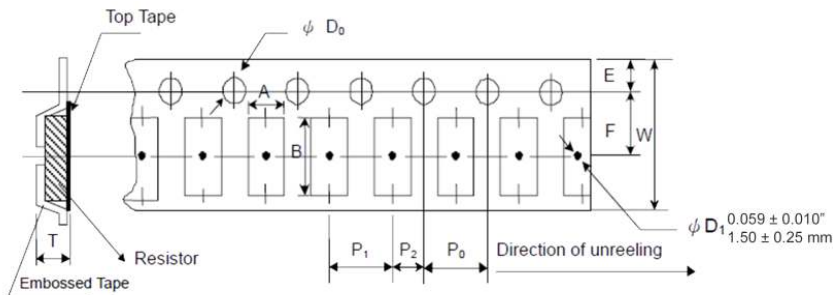 Top Tape
ψ D₀
E
A
F
W
B
ψ D₁ 0.059 ± 0.010"
1.50 ± 0.25 mm
T
P₁
P₂
P₀
Direction of unreeling
Resistor
Embossed Tape